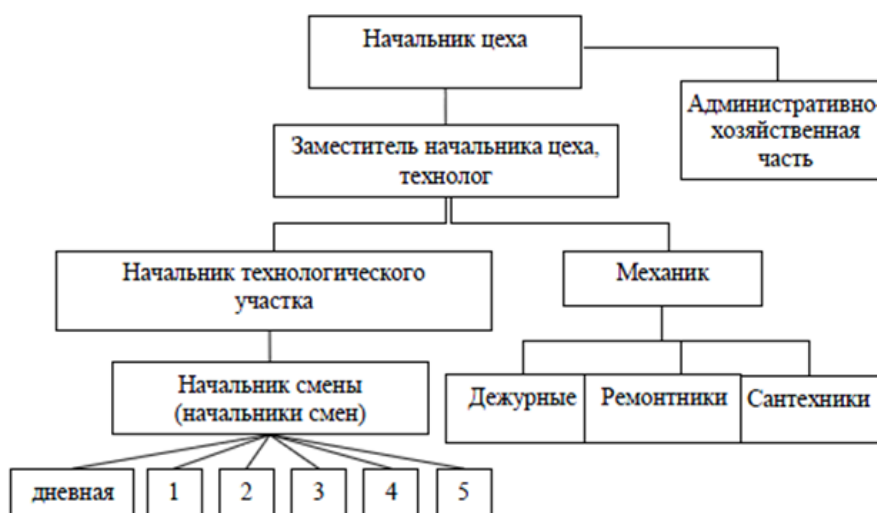 Начальник цеха
Административно-
хозяйственная
часть
Заместитель начальника цеха,
технолог
Начальник технологического
участка
Механик
Начальник смены
(начальники смен)
Дежурные
Ремонтники
Сантехники
дневная
1
2
3
4
5